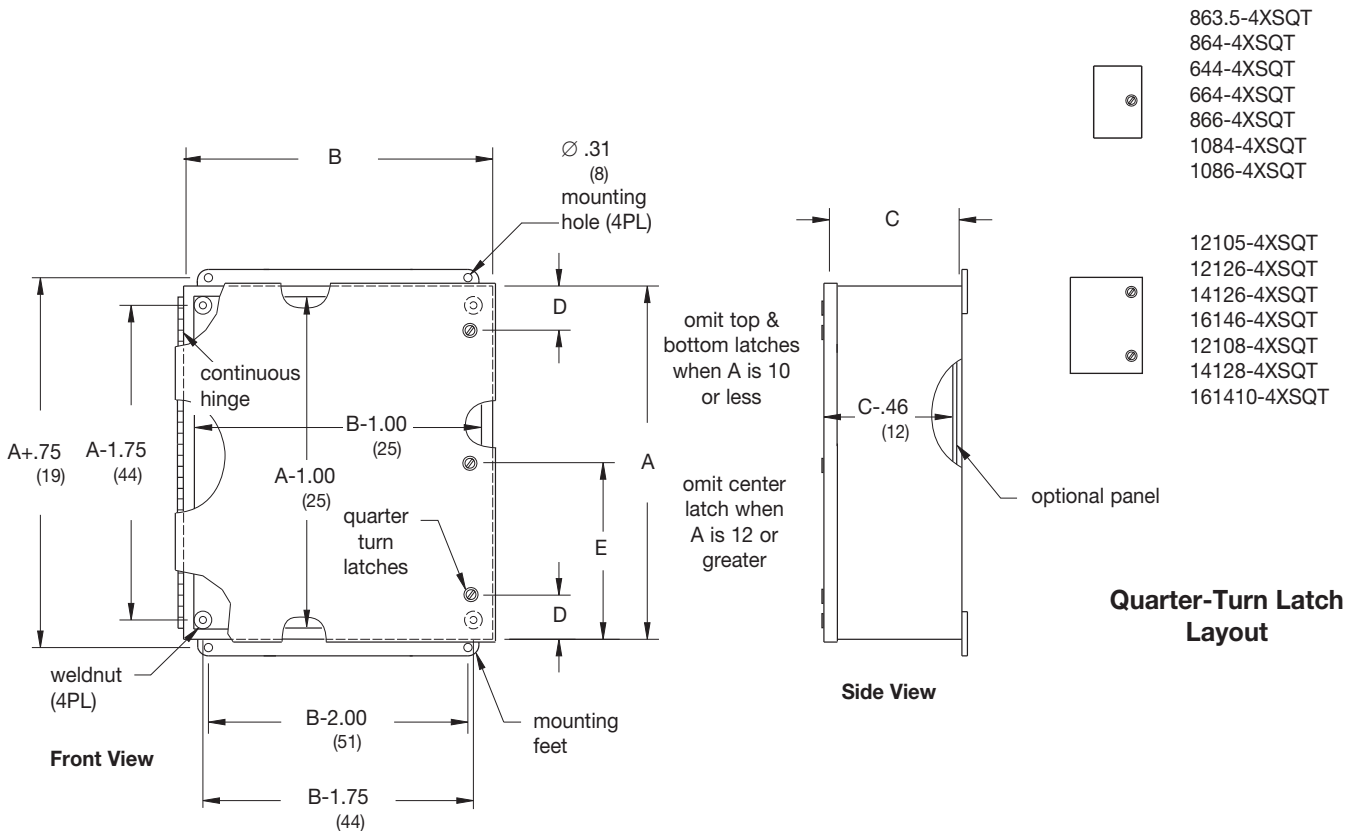 863.5-4XSQT
864-4XSQT
644-4XSQT
664-4XSQT
866-4XSQT
1084-4XSQT
1086-4XSQT
B
∅ .31
(8)
mounting
hole (4PL)
C
12105-4XSQT
12126-4XSQT
14126-4XSQT
16146-4XSQT
12108-4XSQT
14128-4XSQT
161410-4XSQT
D
omit top &
bottom latches
when A is 10
or less
continuous
hinge
A+.75
(19)
A-1.75
(44)
B-1.00
(25)
A-1.00
(25)
A
C-.46
(12)
omit center
latch when
A is 12 or
greater
optional panel
quarter
turn
latches
E
D
Quarter-Turn Latch
Layout
weldnut
(4PL)
Side View
B-2.00
(51)
mounting
feet
Front View
B-1.75
(44)